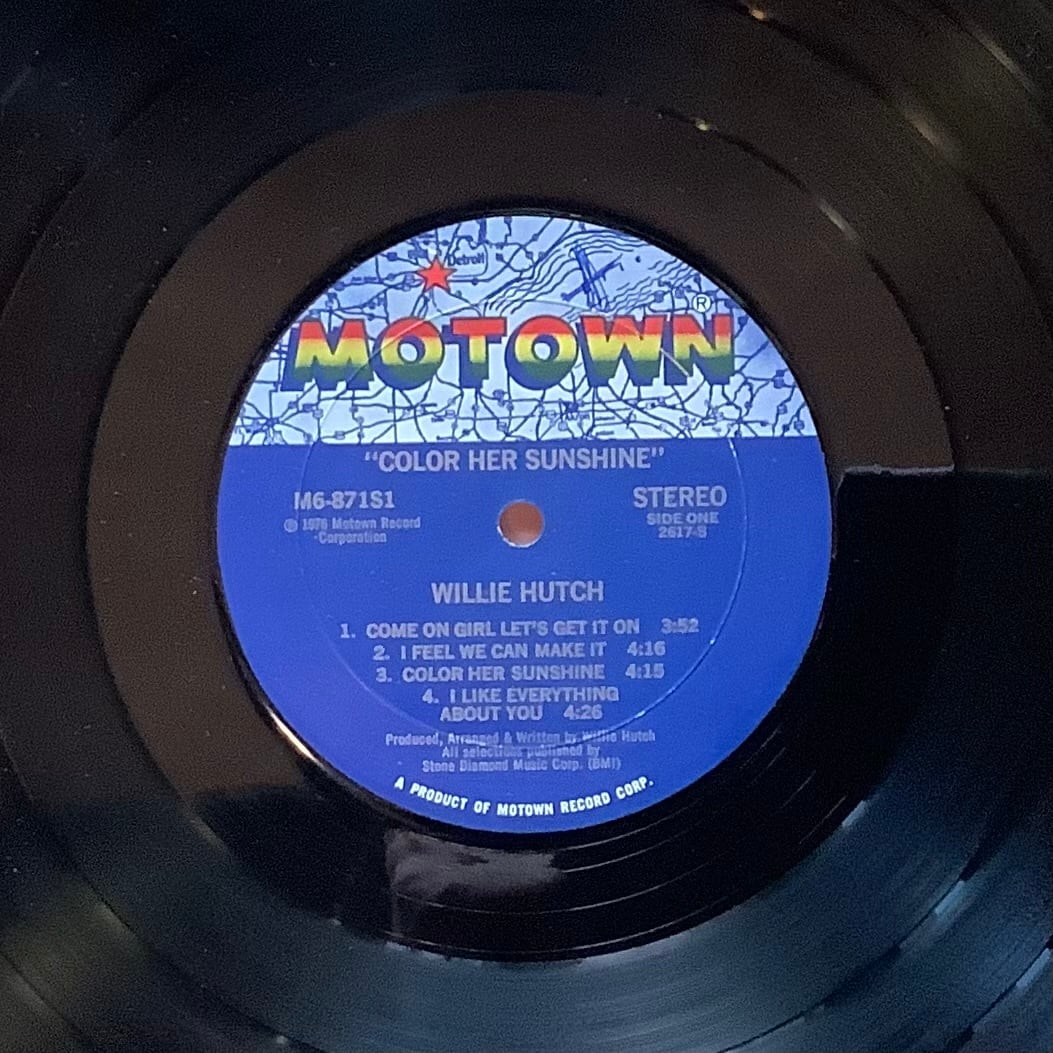 Detroit
MOTOWN®
"COLOR HER SUNSHINE"
M6-871S1
STEREO
℗ 1976 Motown Record
Corporation
SIDE ONE
2617-S
WILLIE HUTCH
1. COME ON GIRL LET'S GET IT ON 3:52
2. I FEEL WE CAN MAKE IT 4:16
3. COLOR HER SUNSHINE 4:15
4. I LIKE EVERYTHING
ABOUT YOU 4:26
Produced, Arranged & Written by Willie Hutch
All selections published by
Stone Diamond Music Corp. (BMI)
A PRODUCT OF MOTOWN RECORD CORP.